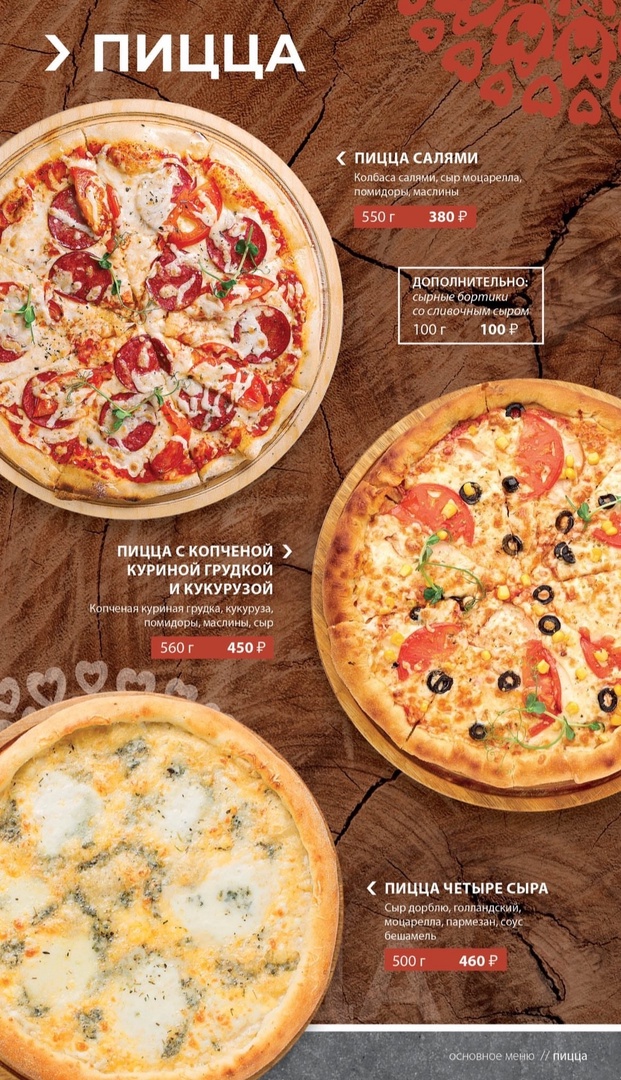 ПИЦЦА
ПИЦЦА САЛЯМИ
Колбаса салями, сыр моцарелла,
помидоры, маслины
550 г 380 ₽
ДОПОЛНИТЕЛЬНО:
сырные бортики
со сливочным сыром
100 г 100 ₽
ПИЦЦА С КОПЧЕНОЙ
КУРИНОЙ ГРУДКОЙ
И КУКУРУЗОЙ
Копченая куриная грудка, кукуруза,
помидоры, маслины, сыр
560 г 450 ₽
ПИЦЦА ЧЕТЫРЕ СЫРА
Сыр дорблю, голландский,
моцарелла, пармезан, соус
бешамель
500 г 460 ₽
основное меню // пицца